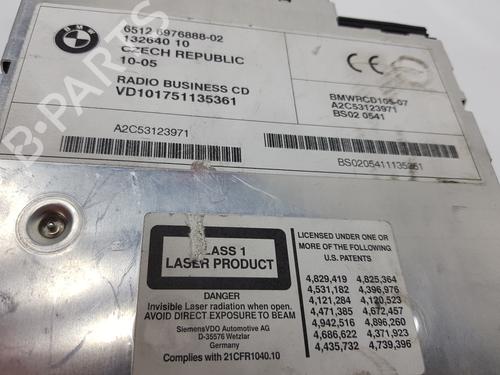 BMW
6512 6976888-02
132640 10
CZECH REPUBLIC
10-05
RADIO BUSINESS CD
VD101751135361
A2C53123971
CE
BMWRCD105-07
A2C53123971
BS02 0541
BS0205411135361
B-PARTS
CLASS 1
LASER PRODUCT
DANGER
Invisible Laser radiation when open.
AVOID DIRECT EXPOSURE TO BEAM
SiemensVDO Automotive AG
D-35576 Wetzlar
Germany
Complies with 21CFR1040.10
LICENSED UNDER ONE OR
MORE OF THE FOLLOWING
U.S. PATENTS
4,829,419 4,825,364
4,531,182 4,396,976
4,121,284 4,120,523
4,471,385 4,672,457
4,942,516 4,896,260
4,686,622 4,371,923
4,435,732 4,739,396